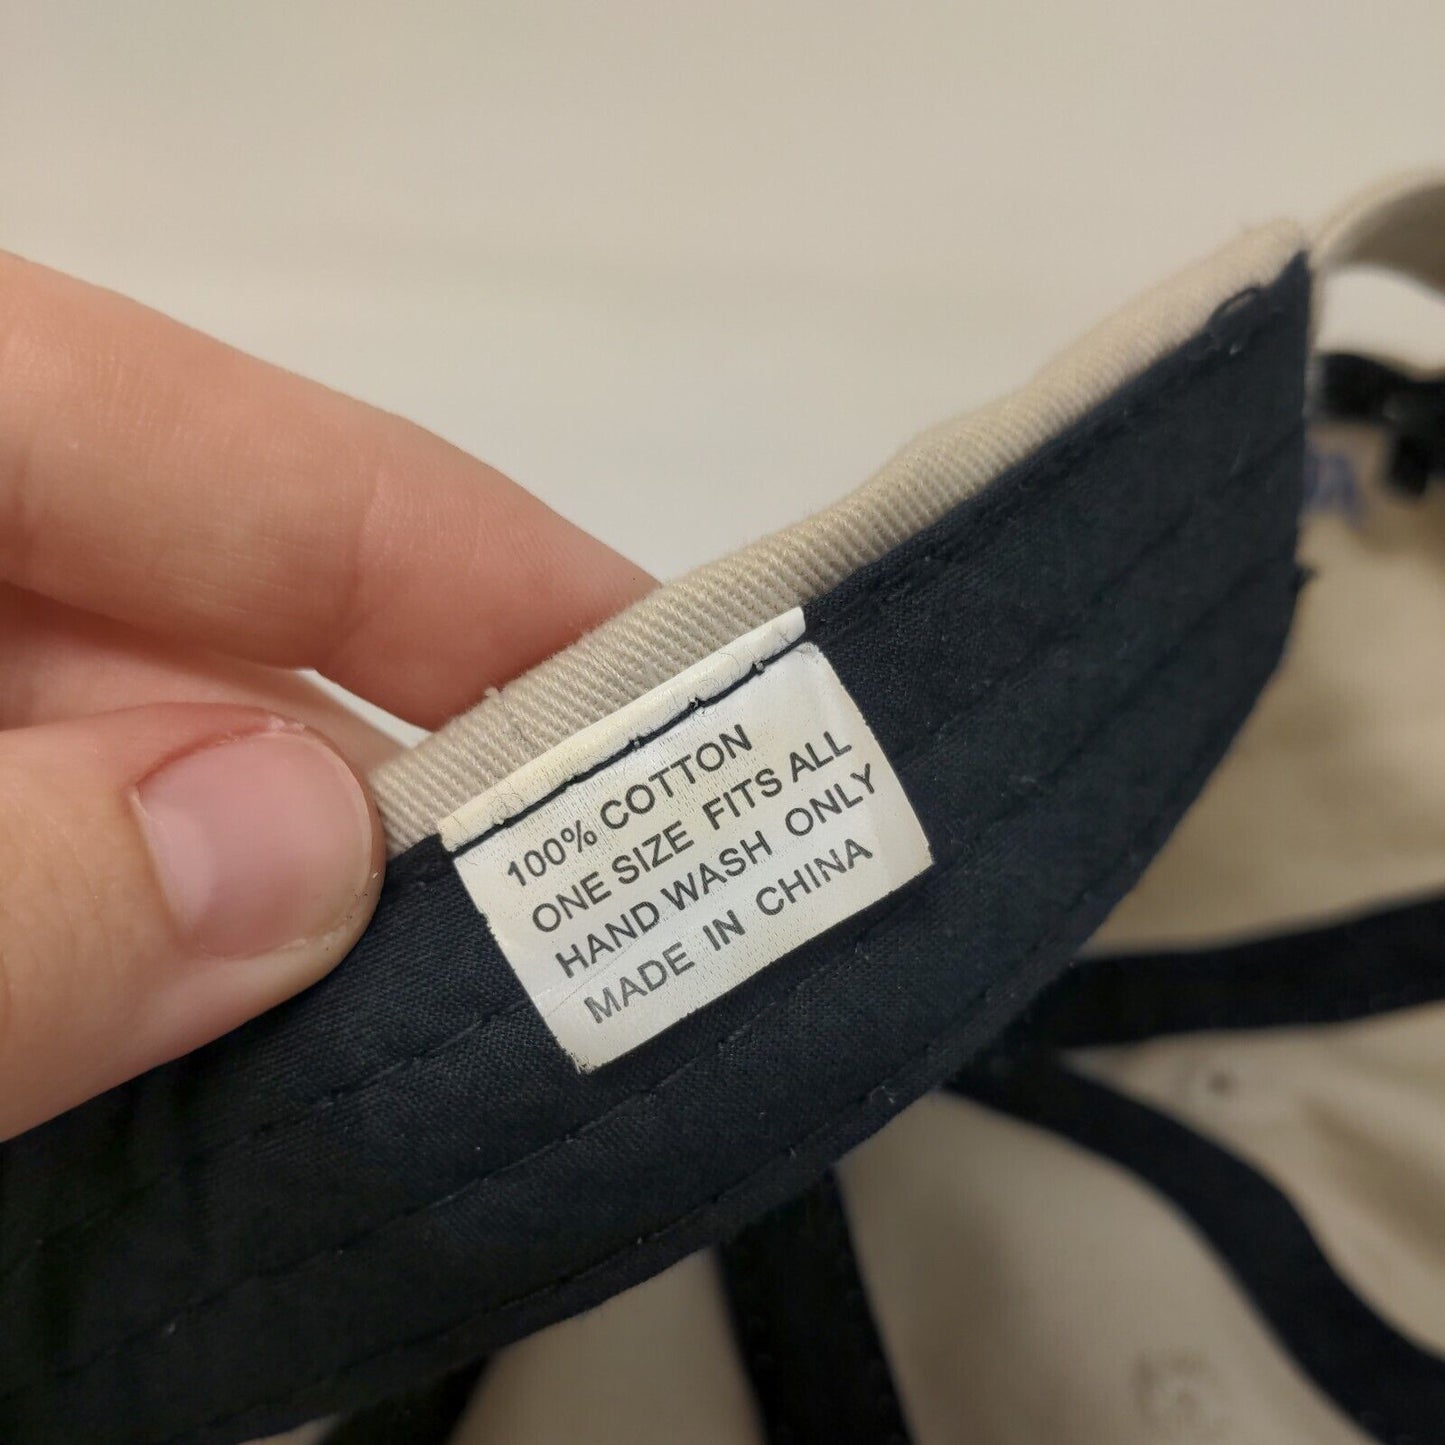 100% COTTON
ONE SIZE FITS ALL
HAND WASH ONLY
MADE IN CHINA